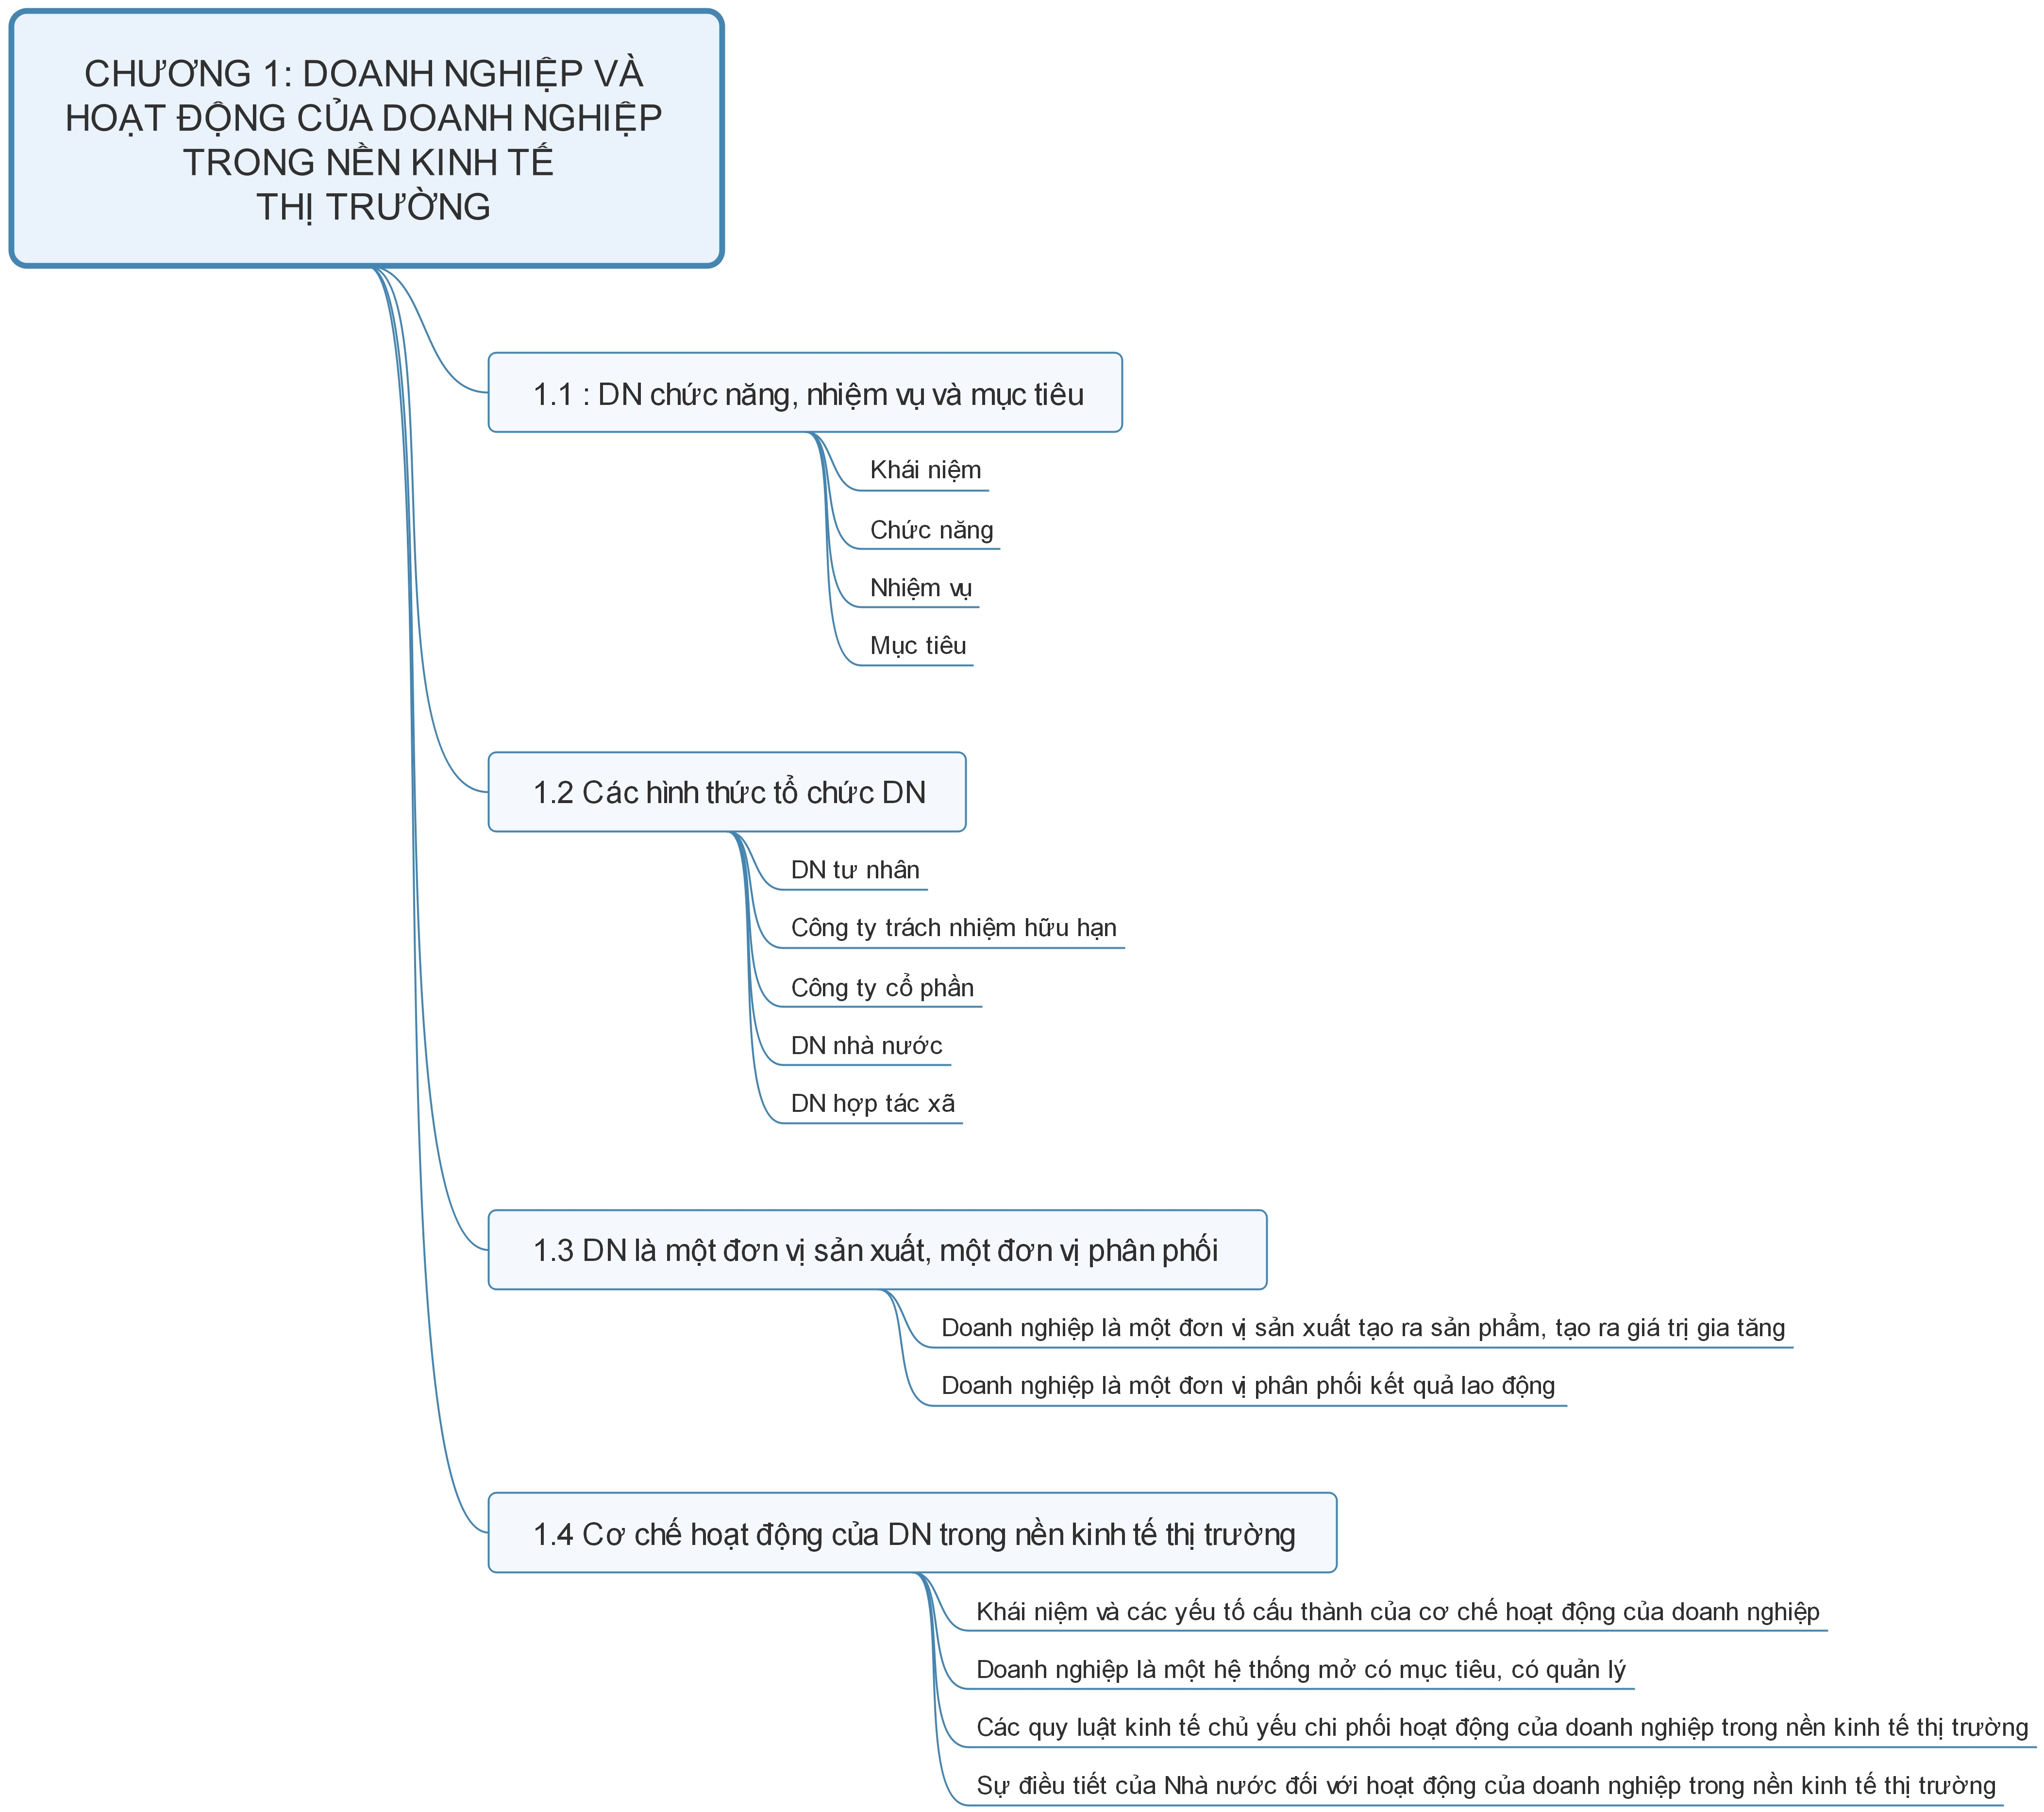 CHƯƠNG 1: DOANH NGHIỆP VÀ
HOẠT ĐỘNG CỦA DOANH NGHIỆP
TRONG NỀN KINH TẾ
THỊ TRƯỜNG
1.1 : DN chức năng, nhiệm vụ và mục tiêu
Khái niệm
Chức năng
Nhiệm vụ
Mục tiêu
1.2 Các hình thức tổ chức DN
DN tư nhân
Công ty trách nhiệm hữu hạn
Công ty cổ phần
DN nhà nước
DN hợp tác xã
1.3 DN là một đơn vị sản xuất, một đơn vị phân phối
Doanh nghiệp là một đơn vị sản xuất tạo ra sản phẩm, tạo ra giá trị gia tăng
Doanh nghiệp là một đơn vị phân phối kết quả lao động
1.4 Cơ chế hoạt động của DN trong nền kinh tế thị trường
Khái niệm và các yếu tố cấu thành của cơ chế hoạt động của doanh nghiệp
Doanh nghiệp là một hệ thống mở có mục tiêu, có quản lý
Các quy luật kinh tế chủ yếu chi phối hoạt động của doanh nghiệp trong nền kinh tế thị trường
Sự điều tiết của Nhà nước đối với hoạt động của doanh nghiệp trong nền kinh tế thị trường